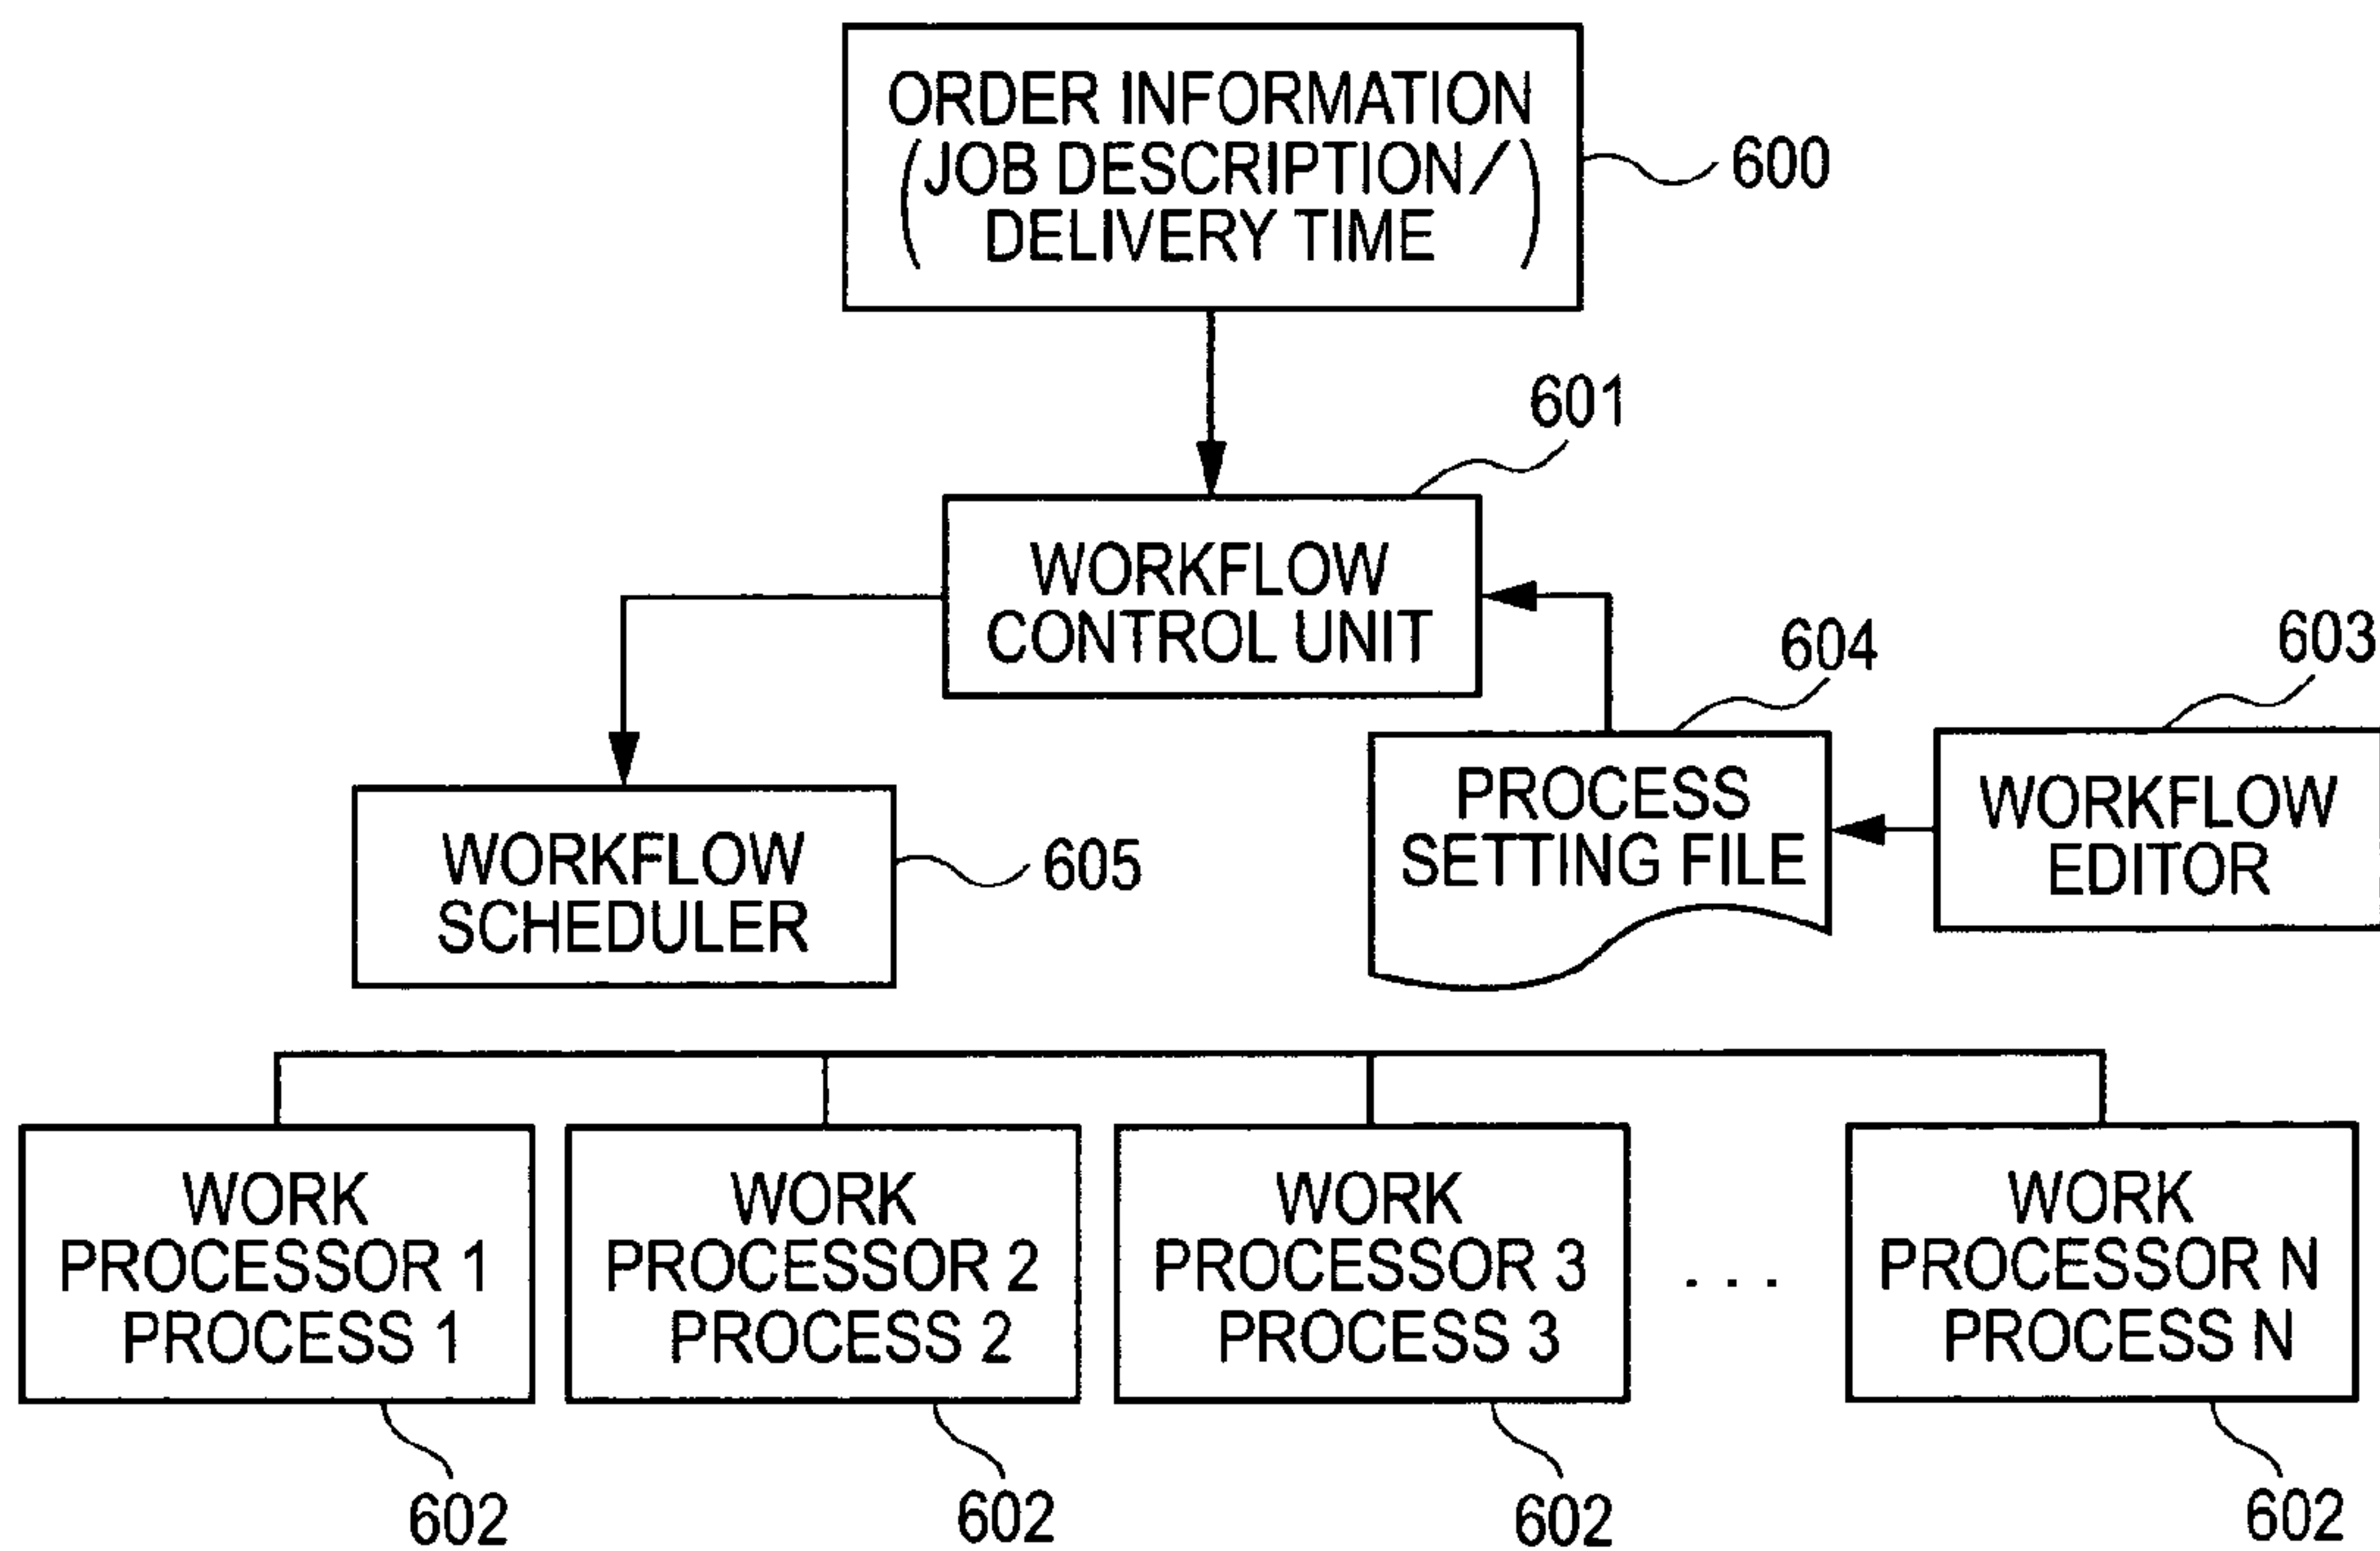 ORDER INFORMATION
(JOB DESCRIPTION/
DELIVERY TIME)
600
601
WORKFLOW
CONTROL UNIT
604
603
PROCESS
SETTING FILE
WORKFLOW
EDITOR
WORKFLOW
SCHEDULER
605
WORK
PROCESSOR 1
PROCESS 1
WORK
PROCESSOR 2
PROCESS 2
WORK
PROCESSOR 3
PROCESS 3
. . .
WORK
PROCESSOR N
PROCESS N
602
602
602
602